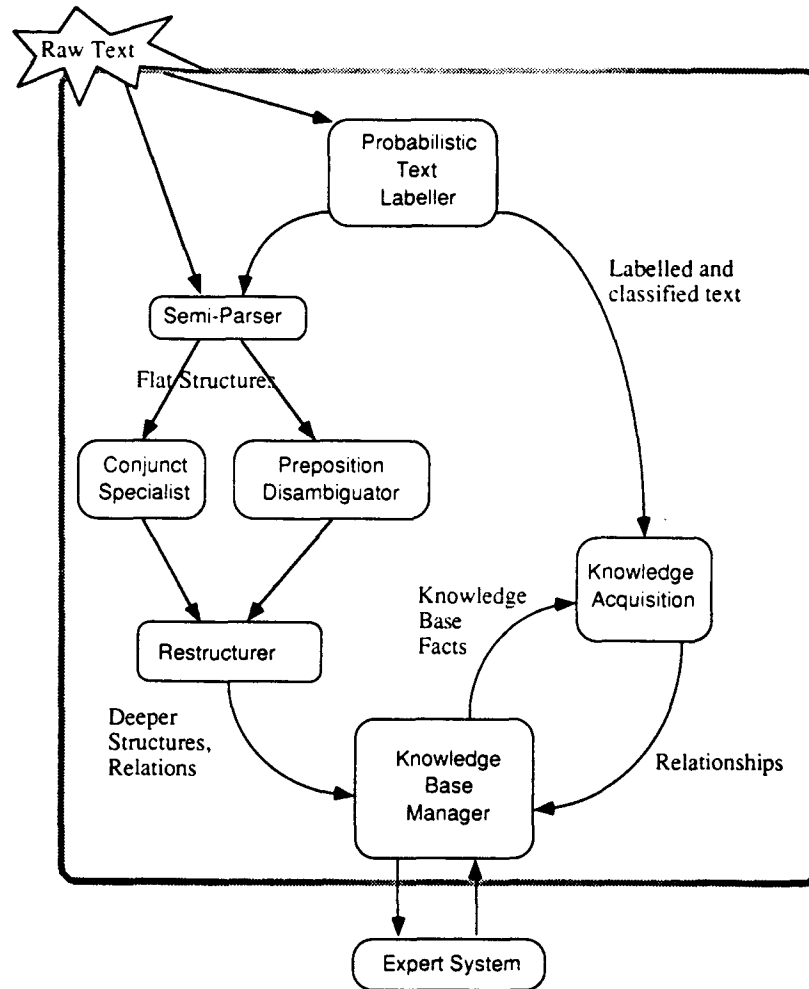 Raw Text
Probabilistic
Text
Labeller
Labelled and
classified text
Semi-Parser
Flat Structures
Conjunct
Specialist
Preposition
Disambiguator
Knowledge
Acquisition
Knowledge
Base
Facts
Restructurer
Deeper
Structures,
Relations
Knowledge
Base
Manager
Relationships
Expert System